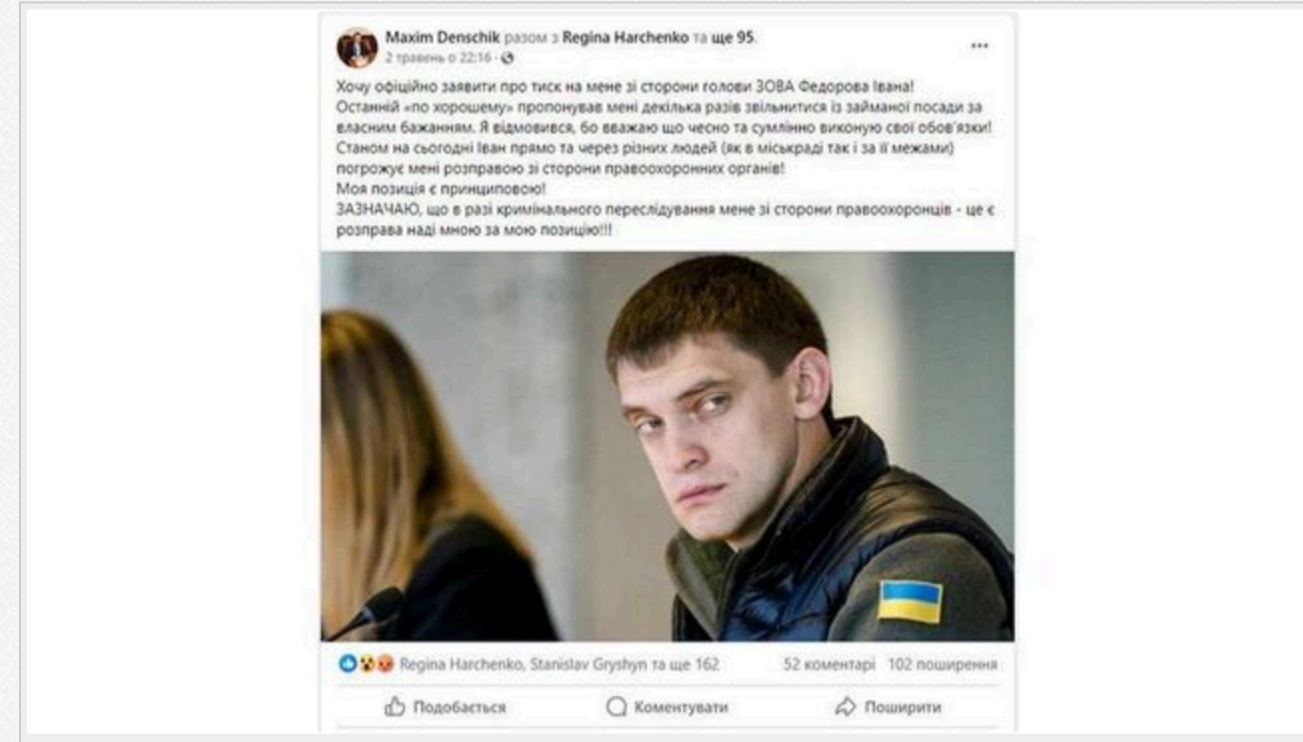 Maxim Denschik разом з Regina Harchenko та ще 95.
2 травень о 22:16 ·
Хочу офіційно заявити про тиск на мене зі сторони голови ЗОВА Федорова Івана!
Останній «по хорошему» пропонував мені декілька разів звільнитися із займаної посади за
власним бажанням. Я відмовився, бо вважаю що чесно та сумлінно виконую свої обов'язки!
Станом на сьогодні Іван прямо та через різних людей (як в міськраді так і за її межами)
погрожує мені розправою зі сторони правоохоронних органів!
Моя позиція є принциповою!
ЗАЗНАЧАЮ, що в разі кримінального переслідування мене зі сторони правоохоронців - це є
розправа наді мною за мою позицію!!!
Regina Harchenko, Stanislav Gryshyn та ще 162
52 коментарі 102 поширення
Подобається Коментувати Поширити